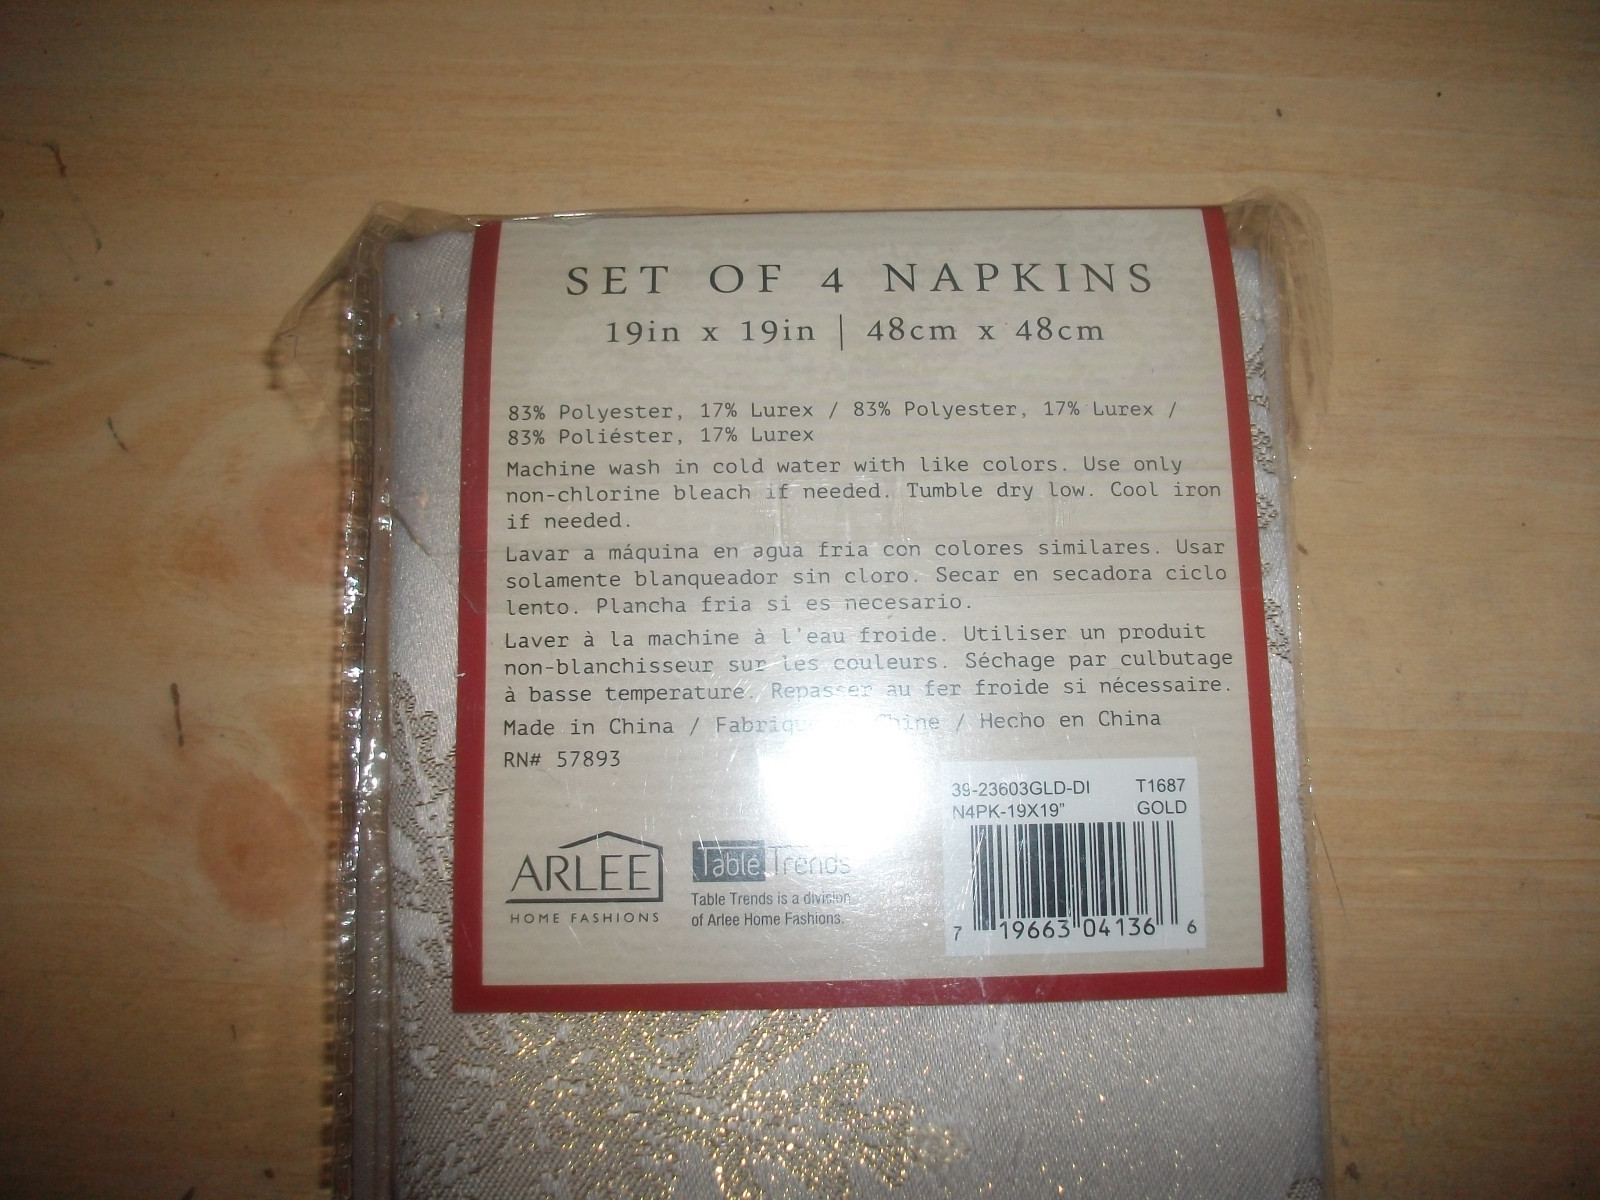 SET OF 4 NAPKINS
19in x 19in | 48cm x 48cm
83% Polyester, 17% Lurex / 83% Polyester, 17% Lurex /
83% Poliéster, 17% Lurex
Machine wash in cold water with like colors. Use only
non-chlorine bleach if needed. Tumble dry low. Cool iron
if needed.
Lavar a máquina en agua fria con colores similares. Usar
solamente blanqueador sin cloro. Secar en secadora ciclo
lento. Plancha fria si es necesario.
Laver à la machine à l'eau froide. Utiliser un produit
non-blanchisseur sur les couleurs. Séchage par culbutage
à basse temperature. Repasser au fer froide si nécessaire.
Made in China / Chine / Hecho en China
RN# 57893
39-23603GLD-DI T1687
N4PK-19X19" GOLD
7 19663 04136 6
ARLEE
HOME FASHIONS
Table Trends
Table Trends is a division
of Arlee Home Fashions.